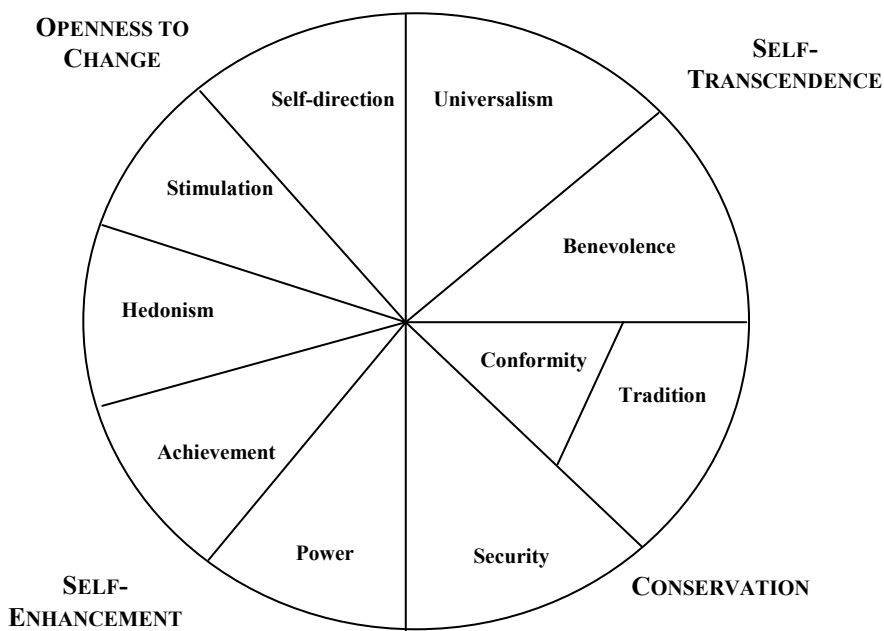 OPENNESS TO
CHANGE
SELF-
TRANSCENDENCE
Self-direction
Universalism
Stimulation
Benevolence
Hedonism
Conformity
Tradition
Achievement
Power
Security
SELF-
ENHANCEMENT
CONSERVATION